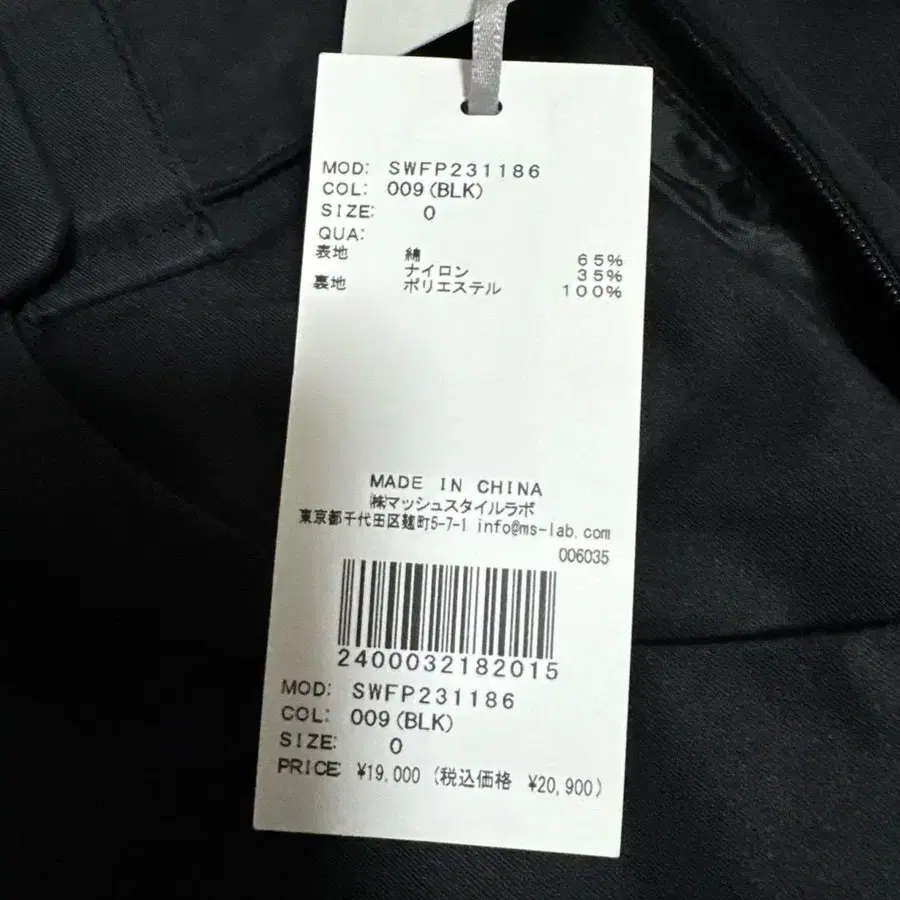 MOD: SWFP231186
COL: 009(BLK)
SIZE: 0
QUA:
表地 綿 65%
ナイロン 35%
裏地 ポリエステル 100%
MADE IN CHINA
㈱マッシュスタイルラボ
東京都千代田区麹町5-7-1 info@ms-lab.com
006035
2400032182015
MOD: SWFP231186
COL: 009(BLK)
SIZE: 0
PRICE: ¥19,000 (税込価格 ¥20,900)